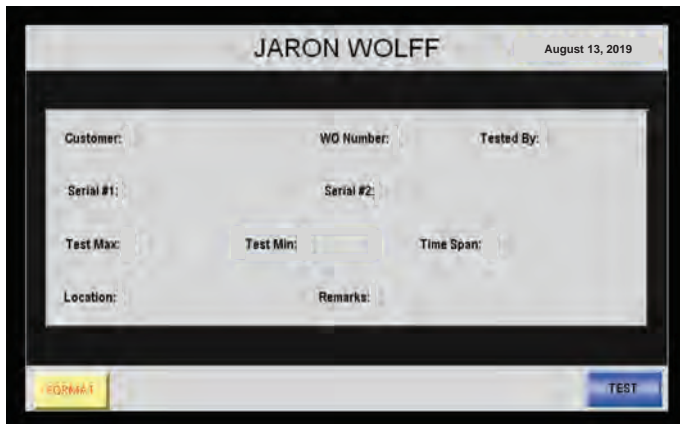 JARON WOLFF August 13, 2019
Customer: WO Number: Tested By:
Serial #1: Serial #2:
Test Max: Test Min: Time Span:
Location: Remarks:
FORMAT TEST